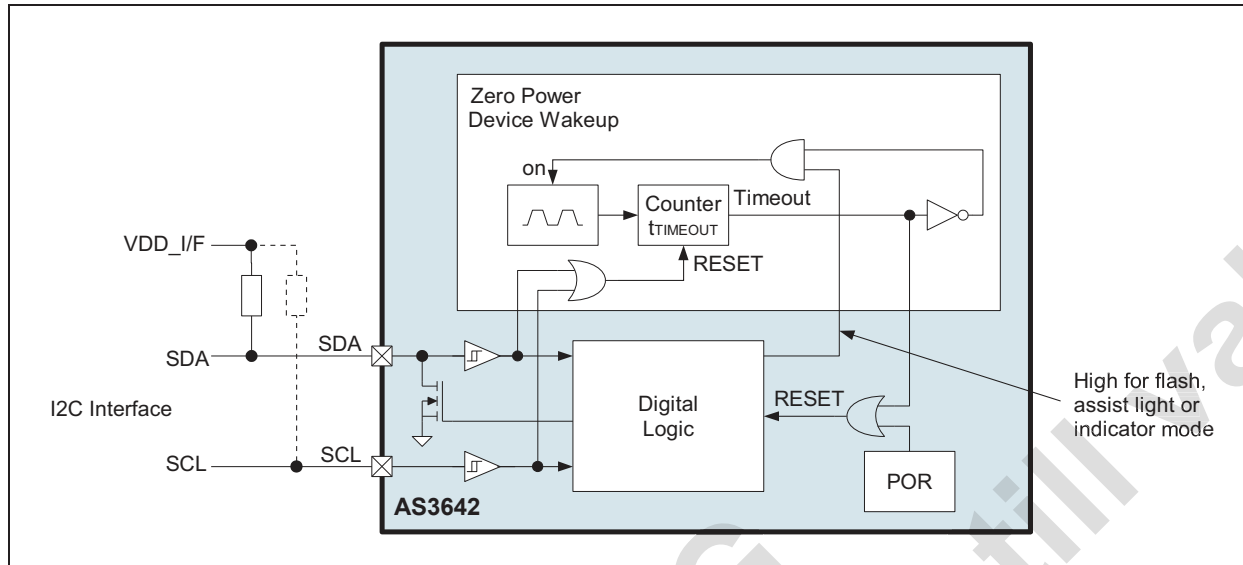 Zero Power
Device Wakeup
on
Counter
tTIMEOUT
Timeout
RESET
VDD_I/F
SDA
SDA
I2C Interface
Digital
Logic
RESET
High for flash,
assist light or
indicator mode
SCL
SCL
POR
AS3642